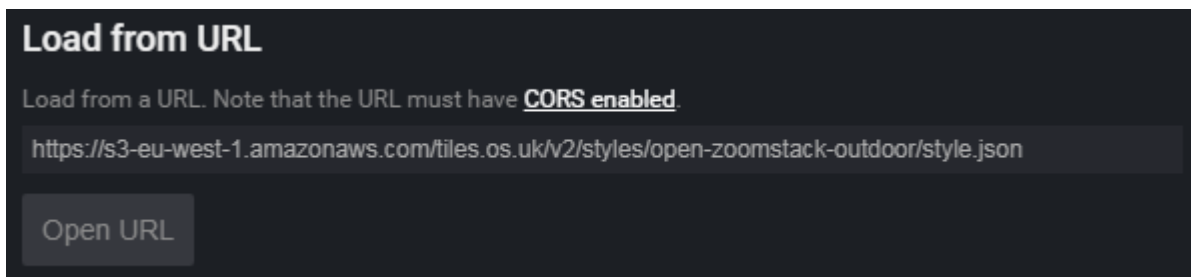 Load from URL
Load from a URL. Note that the URL must have CORS enabled.
https://s3-eu-west-1.amazonaws.com/tiles.os.uk/v2/styles/open-zoomstack-outdoor/style.json
Open URL